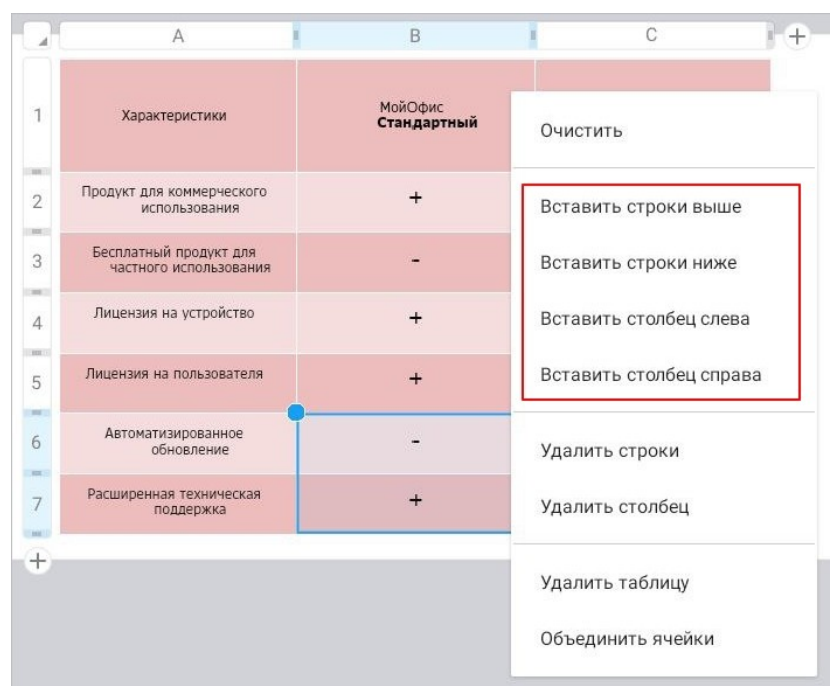 A B C
1
Характеристики
МойОфис
Стандартный
2
Продукт для коммерческого
использования
+
3
Бесплатный продукт для
частного использования
-
4
Лицензия на устройство
+
5
Лицензия на пользователя
+
6
Автоматизированное
обновление
-
7
Расширенная техническая
поддержка
+
Очистить
Вставить строки выше
Вставить строки ниже
Вставить столбец слева
Вставить столбец справа
Удалить строки
Удалить столбец
Удалить таблицу
Объединить ячейки